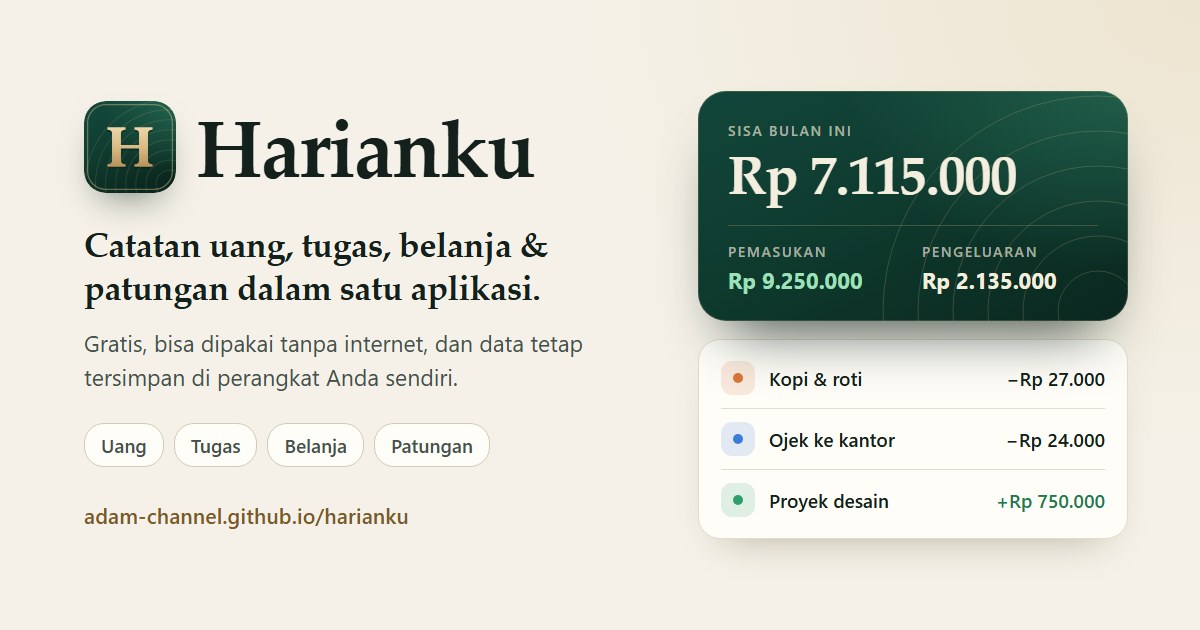 H
Harianku
Catatan uang, tugas, belanja &
patungan dalam satu aplikasi.
Gratis, bisa dipakai tanpa internet, dan data tetap
tersimpan di perangkat Anda sendiri.
Uang Tugas Belanja Patungan
adam-channel.github.io/harianku
SISA BULAN INI
Rp 7.115.000
PEMASUKAN PENGELUARAN
Rp 9.250.000 Rp 2.135.000
Kopi & roti −Rp 27.000
Ojek ke kantor −Rp 24.000
Proyek desain +Rp 750.000